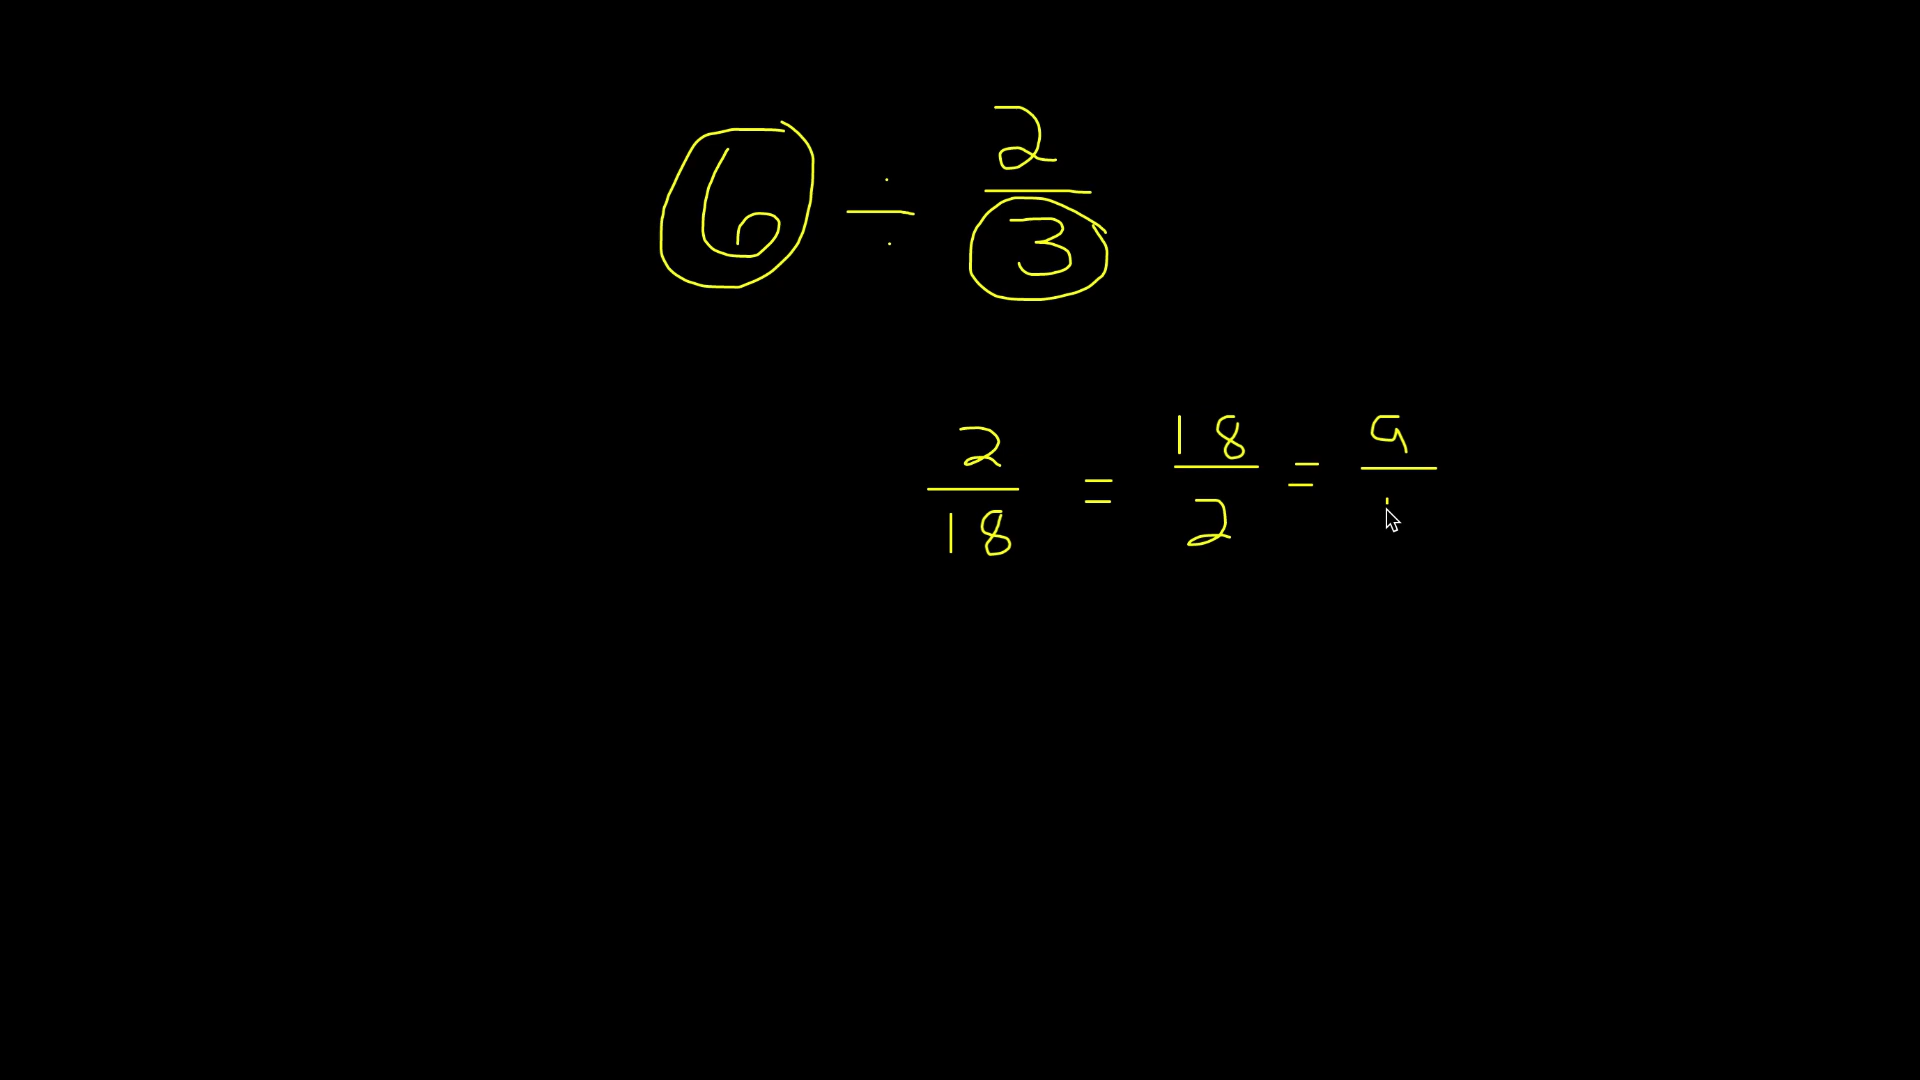 6 ÷ 2/3
2/18 = 18/2 = 9/